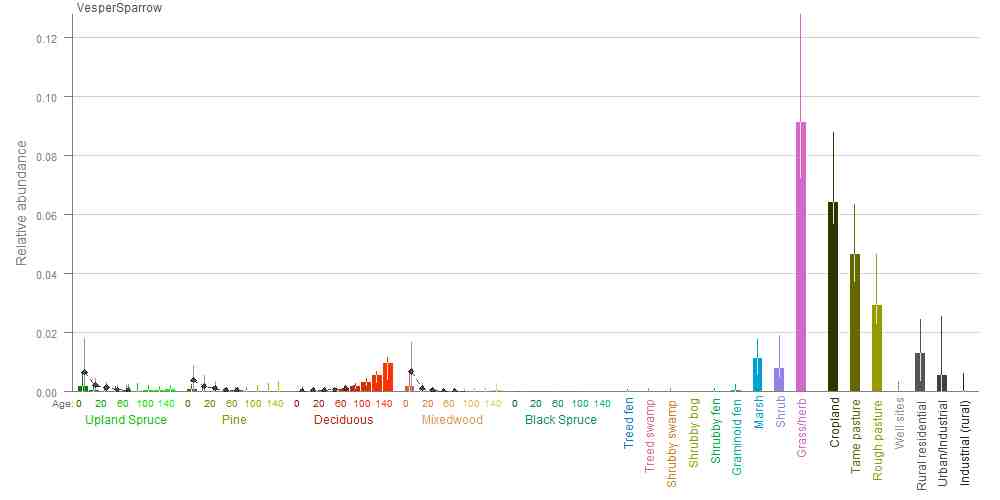 VesperSparrow
Relative abundance
0.12
0.10
0.08
0.06
0.04
0.02
0.00
Age: 0 20 60 100 140 0 20 60 100 140 0 20 60 100 140 0 20 60 100 140 0 20 60 100 140
Upland Spruce Pine Deciduous Mixedwood Black Spruce
Treed fen
Treed swamp
Shrubby swamp
Shrubby bog
Shrubby fen
Graminoid fen
Marsh
Shrub
Grass/herb
Cropland
Tame pasture
Rough pasture
Well sites
Rural residential
Urban/Industrial
Industrial (rural)